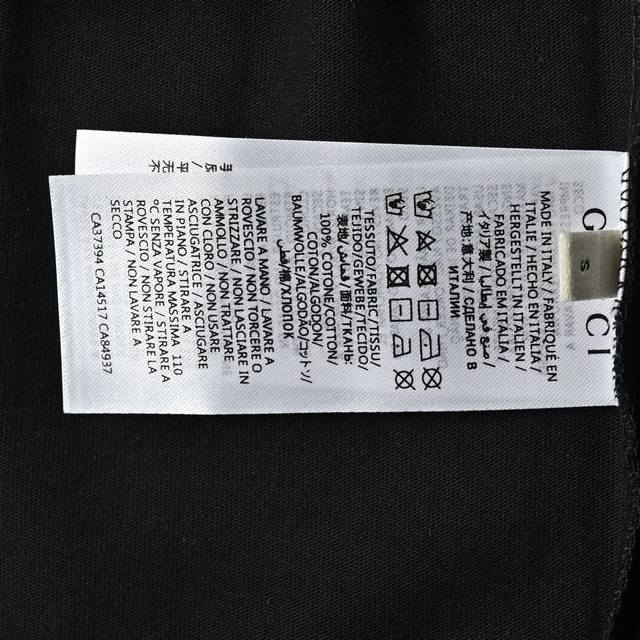 S
MADE IN ITALY/ FABRIQUÉ EN
ITALIE / HECHO EN ITALIA /
HERGESTELLT IN ITALIEN /
FABRICADO EM ITALIA /
イタリア製 / صنع في إيطاليا /
产地:意大利 / СДЕЛАНО В
ИТАЛИИ
TESSUTO/FABRIC/TISSU
TEJIDO/GEWEBE/TECIDO/
表地/ قماش/面料/ТКАНЬ:
100% COTONE/COTTON/
COTON/ALGODON/
BAUMWOLLE/ALGODÃO/コットン/
قطن/棉/ХЛОПОК
LAVARE A MANO / LAVARE A
ROVESCIO / NON TORCERE O
STRIZZARE / NON LASCIARE IN
AMMOLLO / NON TRATTARE
CON CLORO / NON USARE
ASCIUGATRICE / ASCIUGARE
IN PIANO / STIRARE A
TEMPERATURA MASSIMA 110
°C/SENZA VAPORE / STIRARE A
ROVESCIO / NON STIRARE LA
STAMPA / NON LAVARE A
SECCO
CA37394 CA14517 CA84937